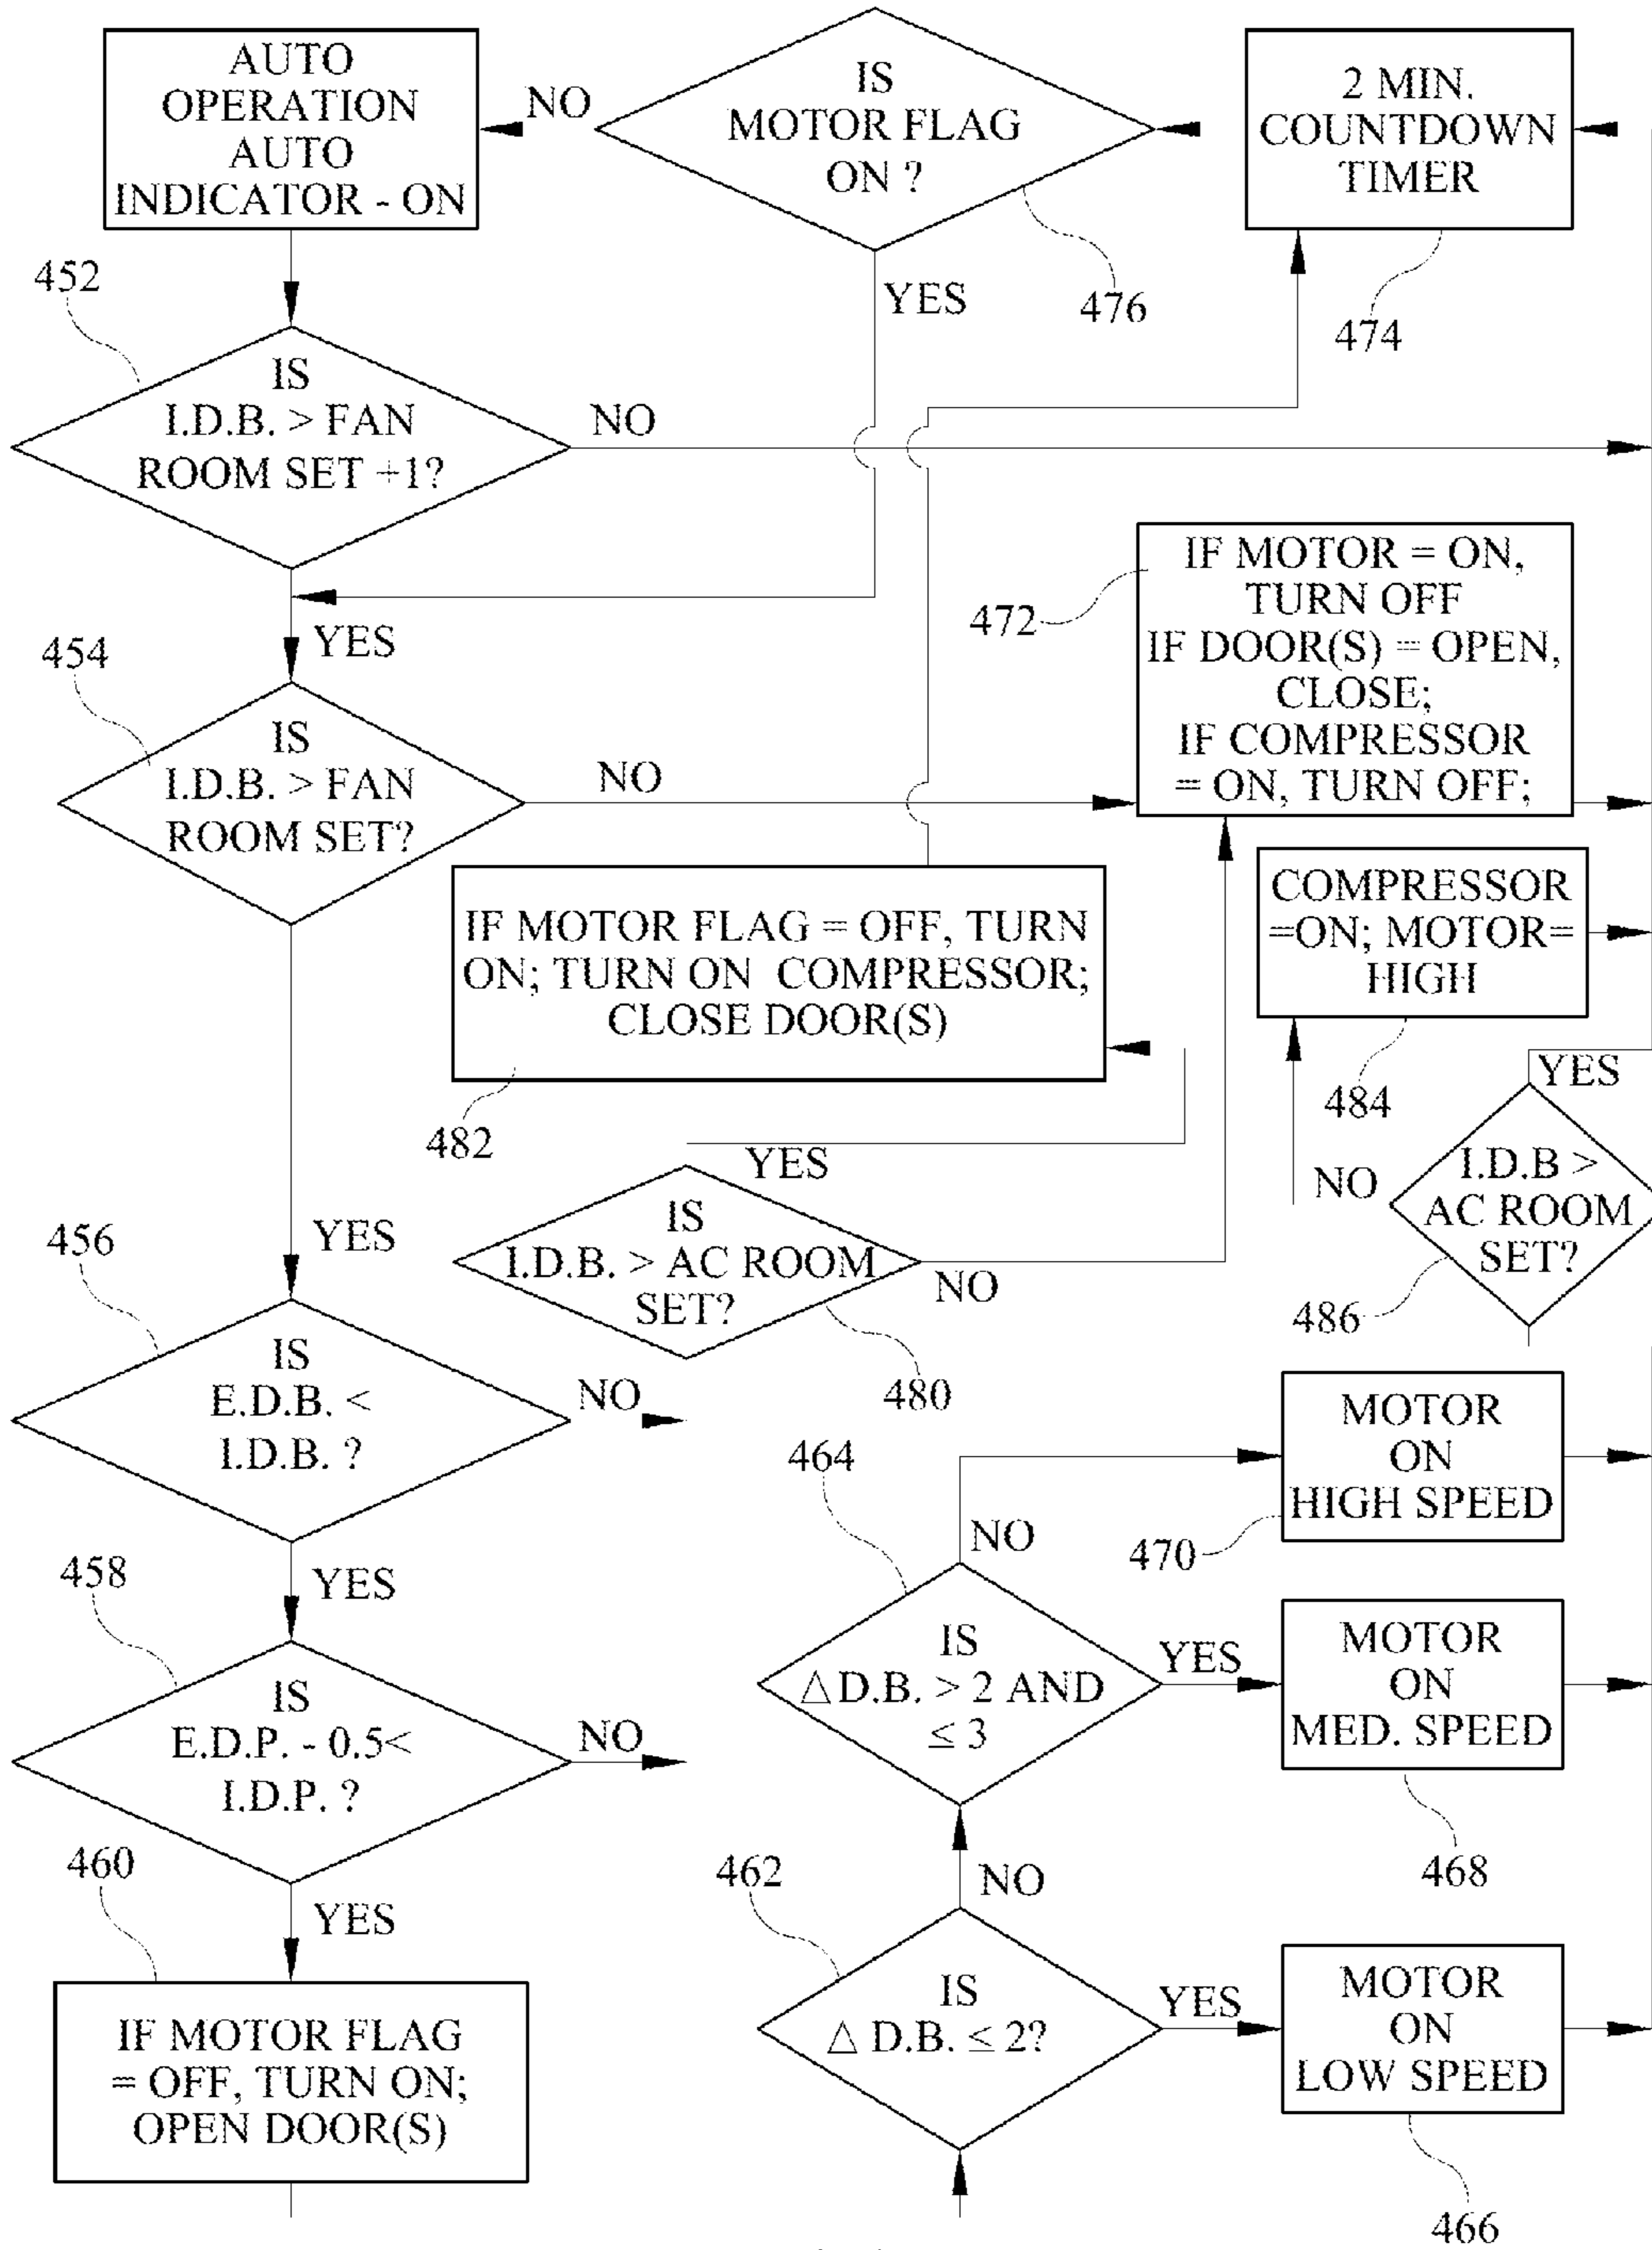 AUTO
OPERATION
AUTO
INDICATOR - ON
NO
IS
MOTOR FLAG
ON ?
YES
476
2 MIN.
COUNTDOWN
TIMER
474
452
IS
I.D.B. > FAN
ROOM SET +1?
NO
YES
454
IS
I.D.B. > FAN
ROOM SET?
NO
472
IF MOTOR = ON,
TURN OFF
IF DOOR(S) = OPEN,
CLOSE;
IF COMPRESSOR
= ON, TURN OFF;
IF MOTOR FLAG = OFF, TURN
ON; TURN ON COMPRESSOR;
CLOSE DOOR(S)
482
COMPRESSOR
=ON; MOTOR=
HIGH
484
YES
I.D.B >
AC ROOM
SET?
NO
486
YES
IS
I.D.B. > AC ROOM
SET?
NO
480
YES
456
IS
E.D.B. <
I.D.B. ?
NO
YES
458
IS
E.D.P. - 0.5<
I.D.P. ?
NO
YES
460
IF MOTOR FLAG
= OFF, TURN ON;
OPEN DOOR(S)
464
NO
IS
△ D.B. > 2 AND
≤ 3
YES
MOTOR
ON
HIGH SPEED
470
MOTOR
ON
MED. SPEED
468
462
NO
IS
△ D.B. ≤ 2?
YES
MOTOR
ON
LOW SPEED
466